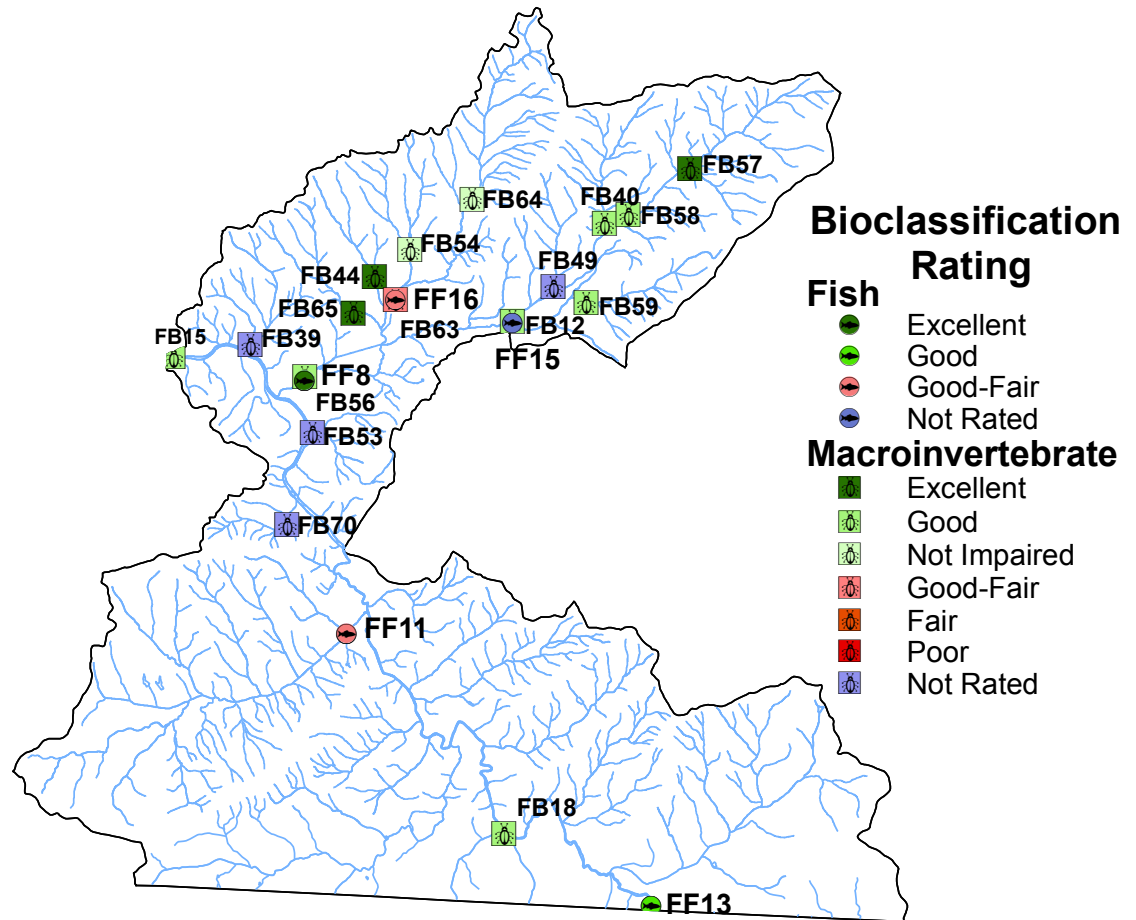 FB57
FB40
FB58
FB64
FB54
FB49
FB44
FF16
FB59
FB65
FB63
FB12
FB15
FB39
FF15
FF8
FB56
FB53
FB70
FF11
FB18
FF13
Bioclassification
Rating
Fish
Excellent
Good
Good-Fair
Not Rated
Macroinvertebrate
Excellent
Good
Not Impaired
Good-Fair
Fair
Poor
Not Rated